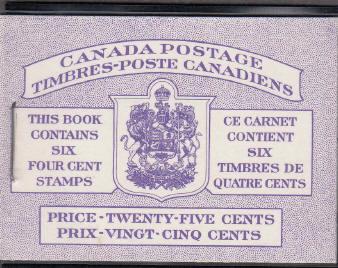 CANADA POSTAGE
TIMBRES-POSTE CANADIENS
THIS BOOK
CONTAINS
SIX
FOUR CENT
STAMPS
CE CARNET
CONTIENT
SIX
TIMBRES DE
QUATRE CENTS
PRICE-TWENTY-FIVE CENTS
PRIX-VINGT-CINQ CENTS